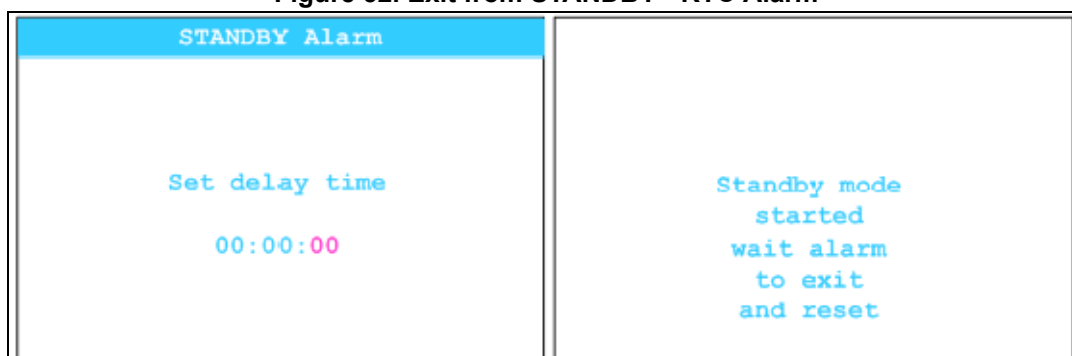 STANDBY Alarm
Set delay time
00:00:00
Standby mode
started
wait alarm
to exit
and reset